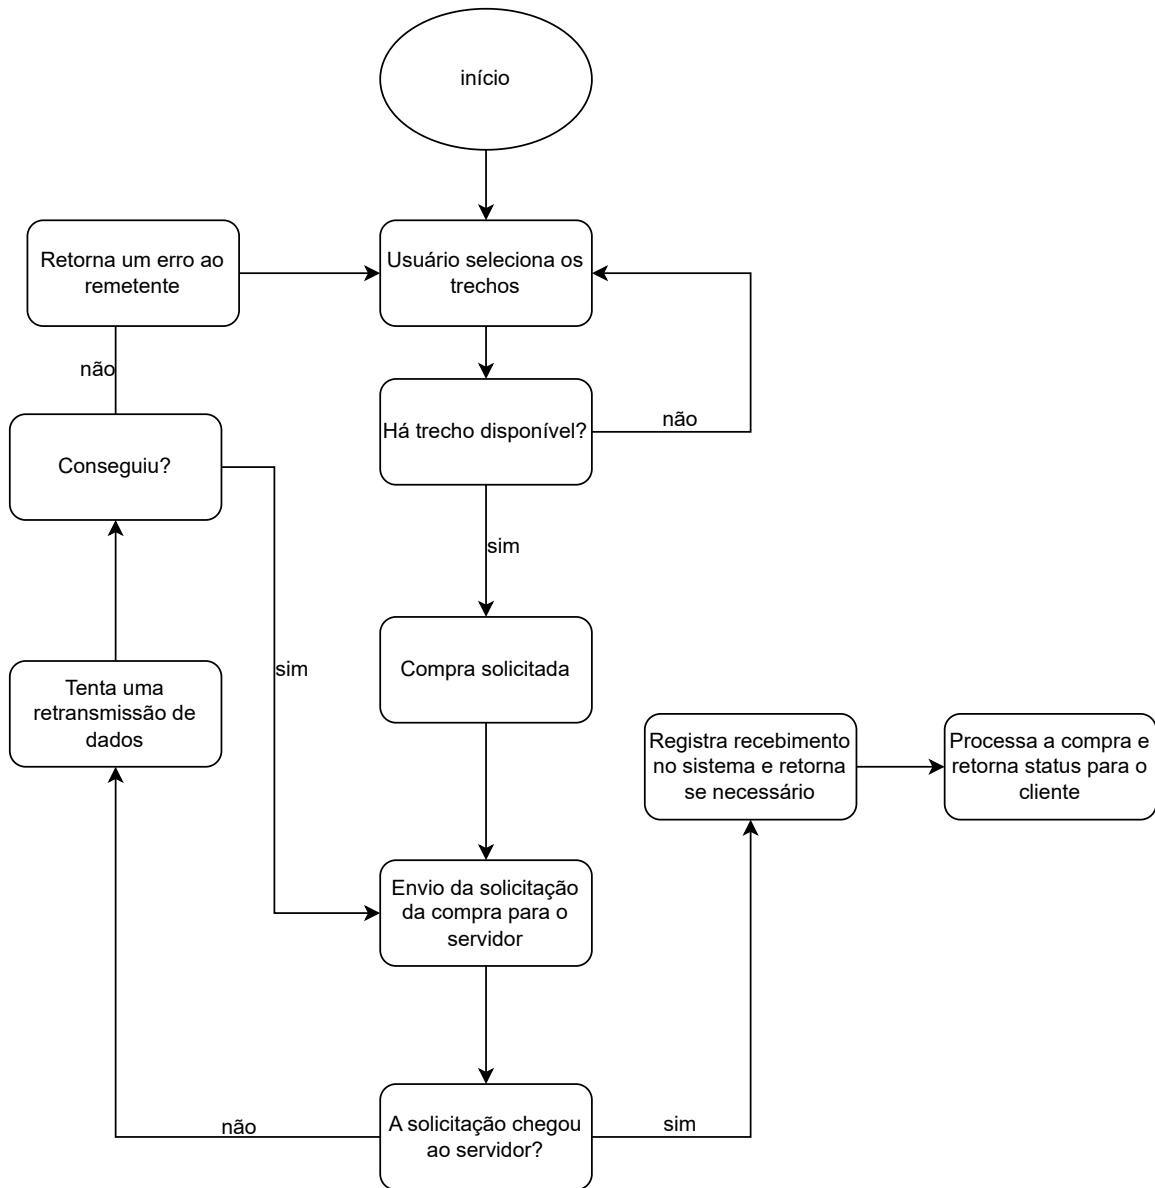 início
Retorna um erro ao
remetente
Usuário seleciona os
trechos
não
Há trecho disponível?
não
Conseguiu?
sim
sim
Compra solicitada
Tenta uma
retransmissão de
dados
Registra recebimento
no sistema e retorna
se necessário
Processa a compra e
retorna status para o
cliente
Envio da solicitação
da compra para o
servidor
não
A solicitação chegou
ao servidor?
sim